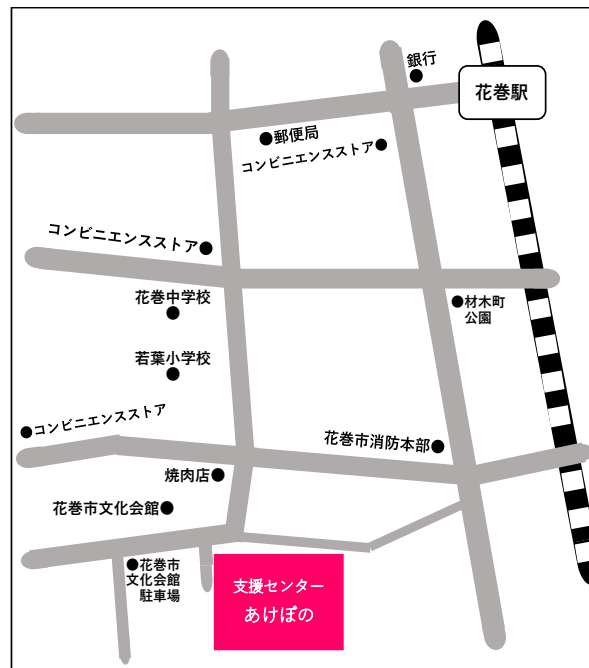 銀行
花巻駅
郵便局
コンビニエンスストア
コンビニエンスストア
花巻中学校
材木町
公園
若葉小学校
コンビニエンスストア
花巻市消防本部
焼肉店
花巻市文化会館
花巻市
文化会館
駐車場
支援センター
あけぼの